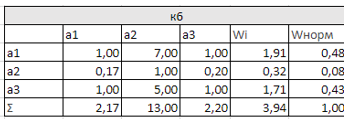 кб
a1 a2 a3 Wi Wнорм
a1 1,00 7,00 1,00 1,91 0,48
a2 0,17 1,00 0,20 0,32 0,08
a3 1,00 5,00 1,00 1,71 0,43
Σ 2,17 13,00 2,20 3,94 1,00